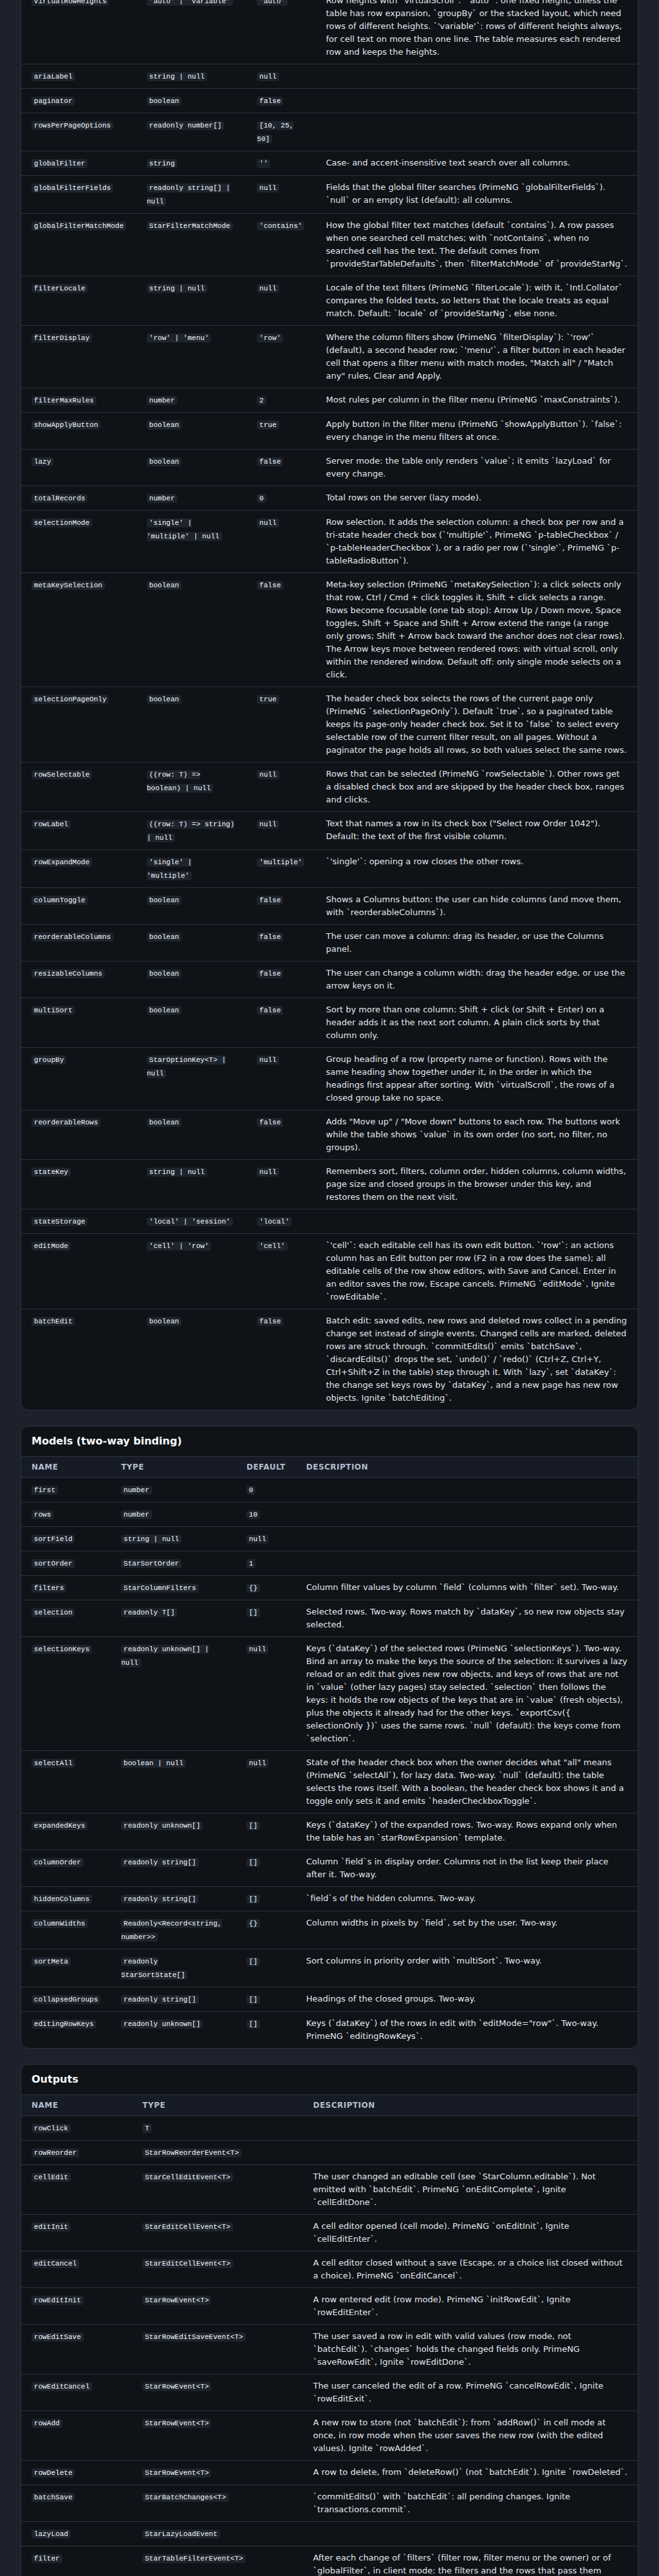 virtualRowHeights 'auto' | 'variable' 'auto' Row heights with `virtualScroll`. `'auto'`: one fixed height, unless the
table has row expansion, `groupBy` or the stacked layout, which need
rows of different heights. `'variable'`: rows of different heights always,
for cell text on more than one line. The table measures each rendered
row and keeps the heights.
ariaLabel string | null null
paginator boolean false
rowsPerPageOptions readonly number[] [10, 25,
50]
globalFilter string '' Case- and accent-insensitive text search over all columns.
globalFilterFields readonly string[] | null Fields that the global filter searches (PrimeNG `globalFilterFields`).
null `null` or an empty list (default): all columns.
globalFilterMatchMode StarFilterMatchMode 'contains' How the global filter text matches (default `contains`). A row passes
when one searched cell matches; with `notContains`, when no
searched cell has the text. The default comes from
`provideStarTableDefaults`, then `filterMatchMode` of `provideStarNg`.
filterLocale string | null null Locale of the text filters (PrimeNG `filterLocale`): with it, `Intl.Collator`
compares the folded texts, so letters that the locale treats as equal
match. Default: `locale` of `provideStarNg`, else none.
filterDisplay 'row' | 'menu' 'row' Where the column filters show (PrimeNG `filterDisplay`): `'row'`
(default), a second header row; `'menu'`, a filter button in each header
cell that opens a filter menu with match modes, "Match all" / "Match
any" rules, Clear and Apply.
filterMaxRules number 2 Most rules per column in the filter menu (PrimeNG `maxConstraints`).
showApplyButton boolean true Apply button in the filter menu (PrimeNG `showApplyButton`). `false`:
every change in the menu filters at once.
lazy boolean false Server mode: the table only renders `value`; it emits `lazyLoad` for
every change.
totalRecords number 0 Total rows on the server (lazy mode).
selectionMode 'single' | null Row selection. It adds the selection column: a check box per row and a
'multiple' | null tri-state header check box (`'multiple'`, PrimeNG `p-tableCheckbox` /
`p-tableHeaderCheckbox`), or a radio per row (`'single'`, PrimeNG `p-
tableRadioButton`).
metaKeySelection boolean false Meta-key selection (PrimeNG `metaKeySelection`): a click selects only
that row, Ctrl / Cmd + click toggles it, Shift + click selects a range.
Rows become focusable (one tab stop): Arrow Up / Down move, Space
toggles, Shift + Space and Shift + Arrow extend the range (a range
only grows; Shift + Arrow back toward the anchor does not clear rows).
The Arrow keys move between rendered rows: with virtual scroll, only
within the rendered window. Default off: only single mode selects on a
click.
selectionPageOnly boolean true The header check box selects the rows of the current page only
(PrimeNG `selectionPageOnly`). Default `true`, so a paginated table
keeps its page-only header check box. Set it to `false` to select every
selectable row of the current filter result, on all pages. Without a
paginator the page holds all rows, so both values select the same rows.
rowSelectable ((row: T) => null Rows that can be selected (PrimeNG `rowSelectable`). Other rows get
boolean) | null a disabled check box and are skipped by the header check box, ranges
and clicks.
rowLabel ((row: T) => string) null Text that names a row in its check box ("Select row Order 1042").
| null Default: the text of the first visible column.
rowExpandMode 'single' | 'multiple' `'single'`: opening a row closes the other rows.
'multiple'
columnToggle boolean false Shows a Columns button: the user can hide columns (and move them,
with `reorderableColumns`).
reorderableColumns boolean false The user can move a column: drag its header, or use the Columns
panel.
resizableColumns boolean false The user can change a column width: drag the header edge, or use the
arrow keys on it.
multiSort boolean false Sort by more than one column: Shift + click (or Shift + Enter) on a
header adds it as the next sort column. A plain click sorts by that
column only.
groupBy StarOptionKey<T> | null Group heading of a row (property name or function). Rows with the
null same heading show together under it, in the order in which the
headings first appear after sorting. With `virtualScroll`, the rows of a
closed group take no space.
reorderableRows boolean false Adds "Move up" / "Move down" buttons to each row. The buttons work
while the table shows `value` in its own order (no sort, no filter, no
groups).
stateKey string | null null Remembers sort, filters, column order, hidden columns, column widths,
page size and closed groups in the browser under this key, and
restores them on the next visit.
stateStorage 'local' | 'session' 'local'
editMode 'cell' | 'row' 'cell' `'cell'`: each editable cell has its own edit button. `'row'`: an actions
column has an Edit button per row (F2 in a row does the same); all
editable cells of the row show editors, with Save and Cancel. Enter in
an editor saves the row, Escape cancels. PrimeNG `editMode`, Ignite
`rowEditable`.
batchEdit boolean false Batch edit: saved edits, new rows and deleted rows collect in a pending
change set instead of single events. Changed cells are marked, deleted
rows are struck through. `commitEdits()` emits `batchSave`,
`discardEdits()` drops the set, `undo()` / `redo()` (Ctrl+Z, Ctrl+Y,
Ctrl+Shift+Z in the table) step through it. With `lazy`, set `dataKey`:
the change set keys rows by `dataKey`, and a new page has new row
objects. Ignite `batchEditing`.
Models (two-way binding)
NAME TYPE DEFAULT DESCRIPTION
first number 0
rows number 10
sortField string | null null
sortOrder StarSortOrder 1
filters StarColumnFilters {} Column filter values by column `field` (columns with `filter` set). Two-way.
selection readonly T[] [] Selected rows. Two-way. Rows match by `dataKey`, so new row objects stay
selected.
selectionKeys readonly unknown[] | null Keys (`dataKey`) of the selected rows (PrimeNG `selectionKeys`). Two-way.
null Bind an array to make the keys the source of the selection: it survives a lazy
reload or an edit that gives new row objects, and keys of rows that are not
in `value` (other lazy pages) stay selected. `selection` then follows the
keys: it holds the row objects of the keys that are in `value` (fresh objects),
plus the objects it already had for the other keys. `exportCsv({
selectionOnly })` uses the same rows. `null` (default): the keys come from
`selection`.
selectAll boolean | null null State of the header check box when the owner decides what "all" means
(PrimeNG `selectAll`), for lazy data. Two-way. `null` (default): the table
selects the rows itself. With a boolean, the header check box shows it and a
toggle only sets it and emits `headerCheckboxToggle`.
expandedKeys readonly unknown[] [] Keys (`dataKey`) of the expanded rows. Two-way. Rows expand only when
the table has an `starRowExpansion` template.
columnOrder readonly string[] [] Column `field`s in display order. Columns not in the list keep their place
after it. Two-way.
hiddenColumns readonly string[] [] `field`s of the hidden columns. Two-way.
columnWidths Readonly<Record<string, {} Column widths in pixels by `field`, set by the user. Two-way.
number>>
sortMeta readonly [] Sort columns in priority order with `multiSort`. Two-way.
StarSortState[]
collapsedGroups readonly string[] [] Headings of the closed groups. Two-way.
editingRowKeys readonly unknown[] [] Keys (`dataKey`) of the rows in edit with `editMode="row"`. Two-way.
PrimeNG `editingRowKeys`.
Outputs
NAME TYPE DESCRIPTION
rowClick T
rowReorder StarRowReorderEvent<T>
cellEdit StarCellEditEvent<T> The user changed an editable cell (see `StarColumn.editable`). Not
emitted with `batchEdit`. PrimeNG `onEditComplete`, Ignite
`cellEditDone`.
editInit StarEditCellEvent<T> A cell editor opened (cell mode). PrimeNG `onEditInit`, Ignite
`cellEditEnter`.
editCancel StarEditCellEvent<T> A cell editor closed without a save (Escape, or a choice list closed without
a choice). PrimeNG `onEditCancel`.
rowEditInit StarRowEvent<T> A row entered edit (row mode). PrimeNG `initRowEdit`, Ignite
`rowEditEnter`.
rowEditSave StarRowEditSaveEvent<T> The user saved a row in edit with valid values (row mode, not
`batchEdit`). `changes` holds the changed fields only. PrimeNG
`saveRowEdit`, Ignite `rowEditDone`.
rowEditCancel StarRowEvent<T> The user canceled the edit of a row. PrimeNG `cancelRowEdit`, Ignite
`rowEditExit`.
rowAdd StarRowEvent<T> A new row to store (not `batchEdit`): from `addRow()` in cell mode at
once, in row mode when the user saves the new row (with the edited
values). Ignite `rowAdded`.
rowDelete StarRowEvent<T> A row to delete, from `deleteRow()` (not `batchEdit`). Ignite `rowDeleted`.
batchSave StarBatchChanges<T> `commitEdits()` with `batchEdit`: all pending changes. Ignite
`transactions.commit`.
lazyLoad StarLazyLoadEvent
filter StarTableFilterEvent<T> After each change of `filters` (filter row, filter menu or the owner) or of
`globalFilter`, in client mode: the filters and the rows that pass them